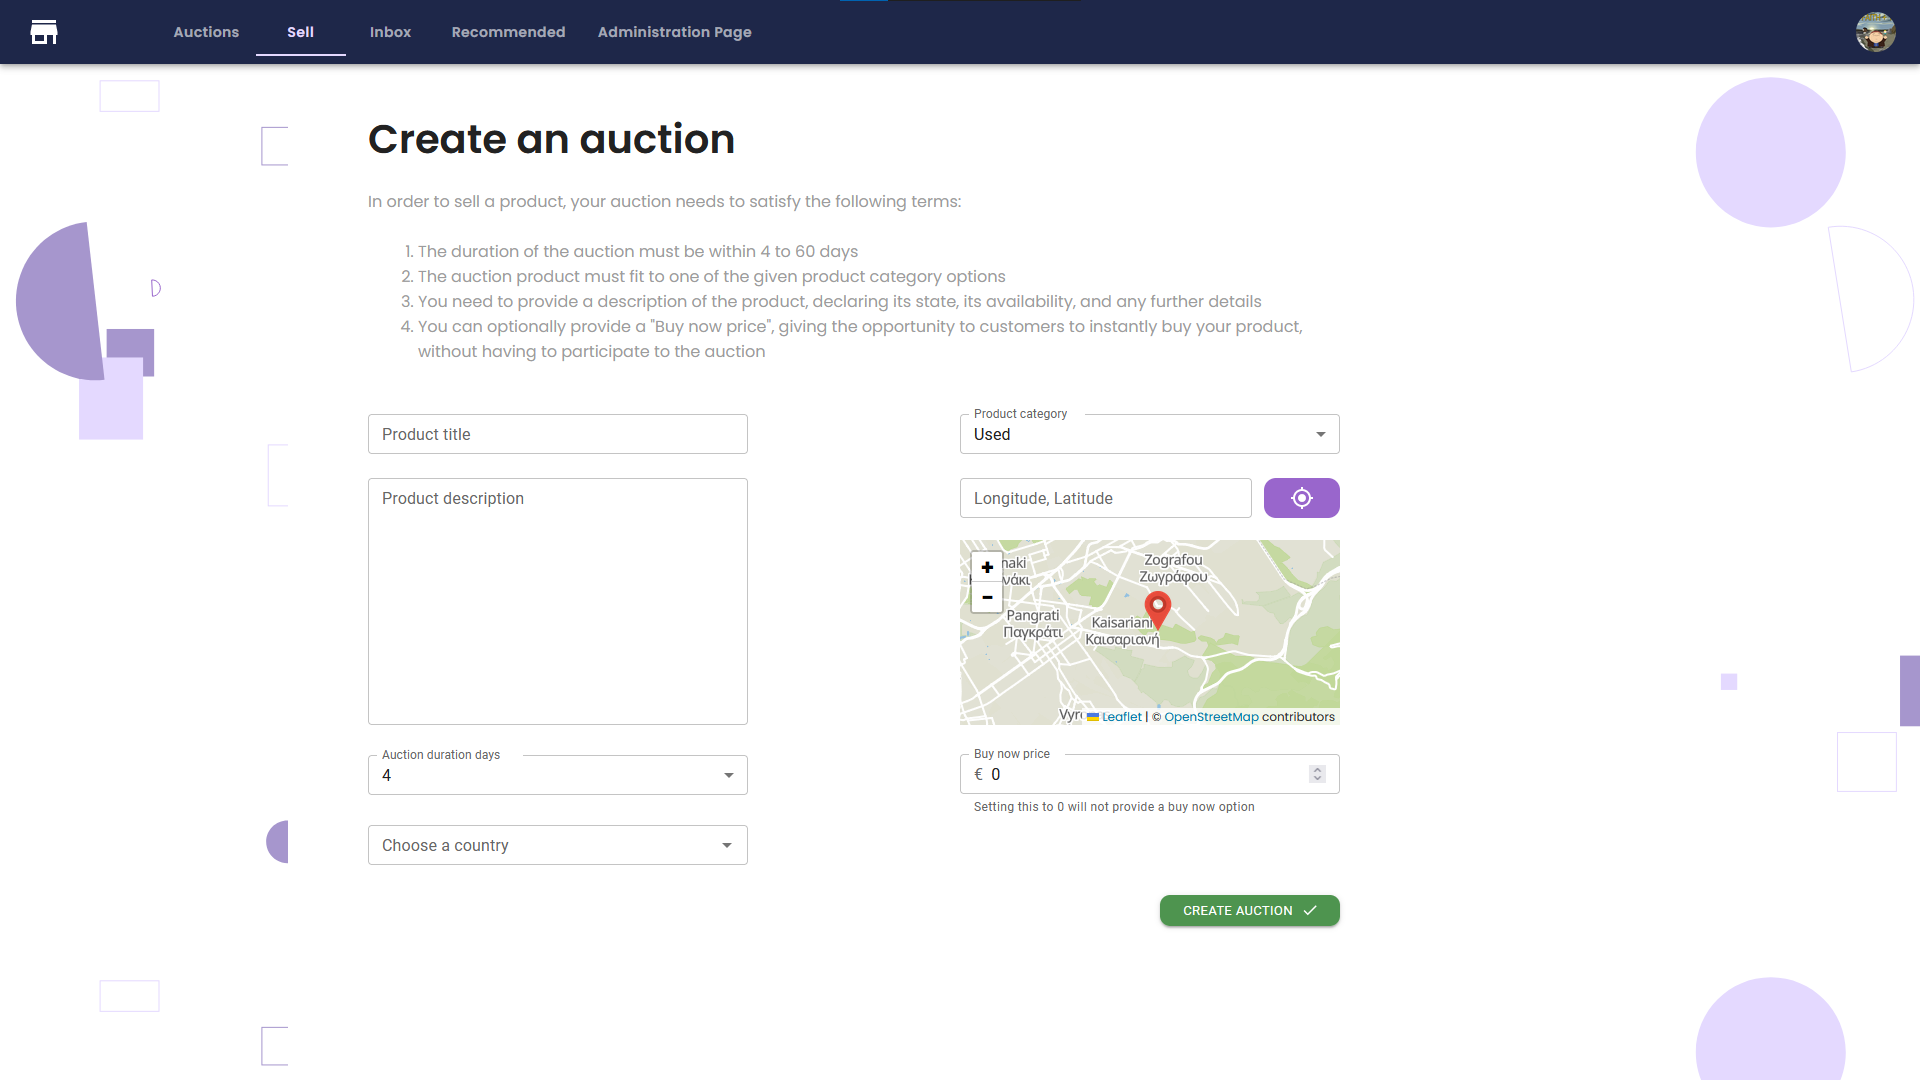 Auctions Sell Inbox Recommended Administration Page
Create an auction
In order to sell a product, your auction needs to satisfy the following terms:
1. The duration of the auction must be within 4 to 60 days
2. The auction product must fit to one of the given product category options
3. You need to provide a description of the product, declaring its state, its availability, and any further details
4. You can optionally provide a "Buy now price", giving the opportunity to customers to instantly buy your product,
without having to participate to the auction
Product title
Product description
Auction duration days
4
Choose a country
Product category
Used
Longitude, Latitude
+
−
Zografou
Ζωγράφου
Pangrati
Παγκράτι
Kaisariani
Καισαριανή
Leaflet | © OpenStreetMap contributors
Buy now price
€ 0
Setting this to 0 will not provide a buy now option
CREATE AUCTION